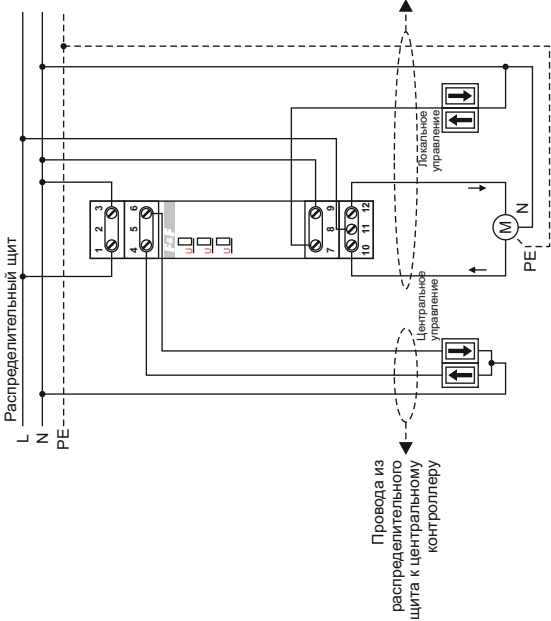 Распределительный щит
L
N
PE
1 2 3
4 5 6
U
U
U
7 8 9
10 11 12
Локальное
управление
Центральное
управление
M
N
PE
Провода из
распределительного
щита к центральному
контроллеру